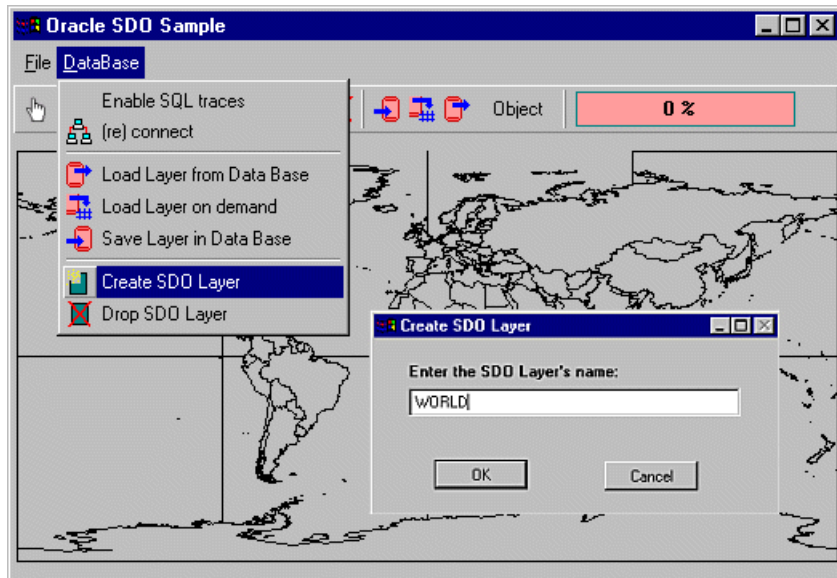 Oracle SDO Sample
File DataBase
Enable SQL traces
(re) connect
Load Layer from Data Base
Load Layer on demand
Save Layer in Data Base
Create SDO Layer
Drop SDO Layer
Object
0 %
Create SDO Layer
Enter the SDO Layer's name:
WORLD
OK Cancel